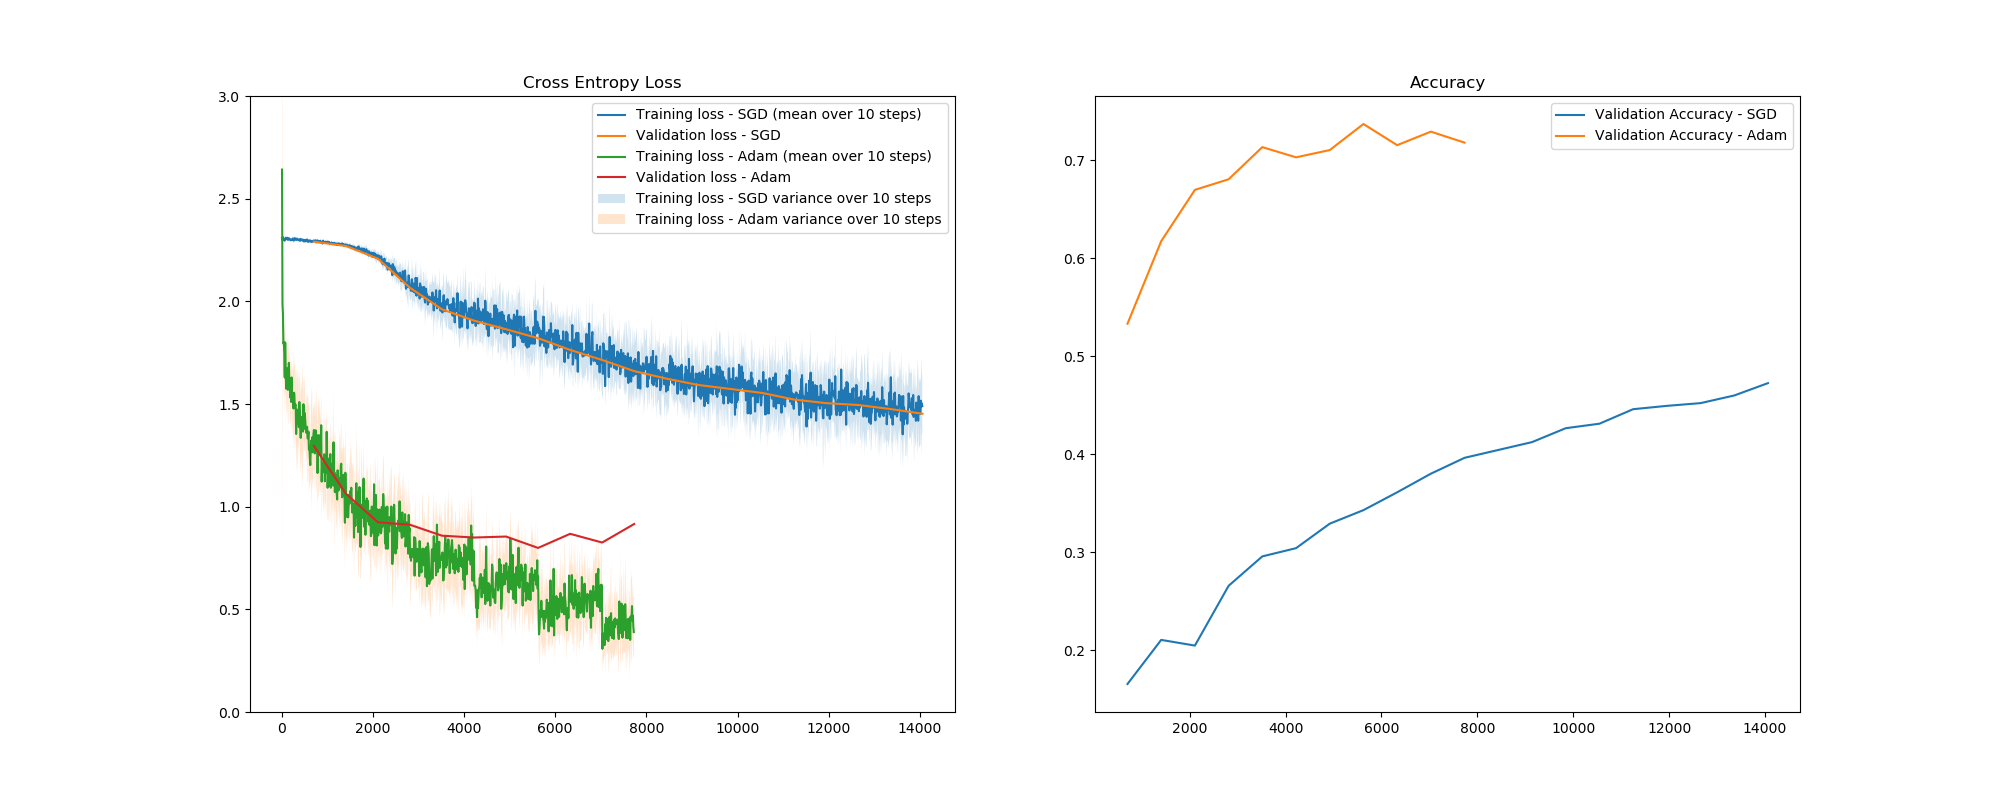 Cross Entropy Loss
3.0
2.5
2.0
1.5
1.0
0.5
0.0
0
2000
4000
6000
8000
10000
12000
14000
Training loss - SGD (mean over 10 steps)
Validation loss - SGD
Training loss - Adam (mean over 10 steps)
Validation loss - Adam
Training loss - SGD variance over 10 steps
Training loss - Adam variance over 10 steps
Accuracy
0.7
0.6
0.5
0.4
0.3
0.2
2000
4000
6000
8000
10000
12000
14000
Validation Accuracy - SGD
Validation Accuracy - Adam